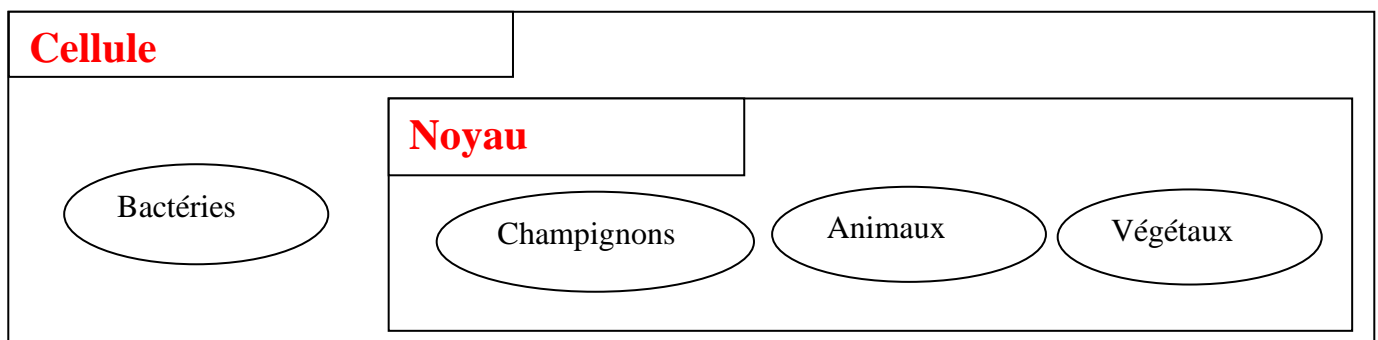 Cellule
Noyau
Bactéries
Champignons
Animaux
Végétaux